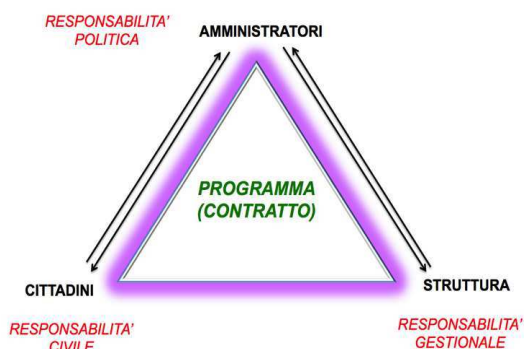 RESPONSABILITA'
POLITICA
AMMINISTRATORI
PROGRAMMA
(CONTRATTO)
CITTADINI
STRUTTURA
RESPONSABILITA'
CIVILE
RESPONSABILITA'
GESTIONALE